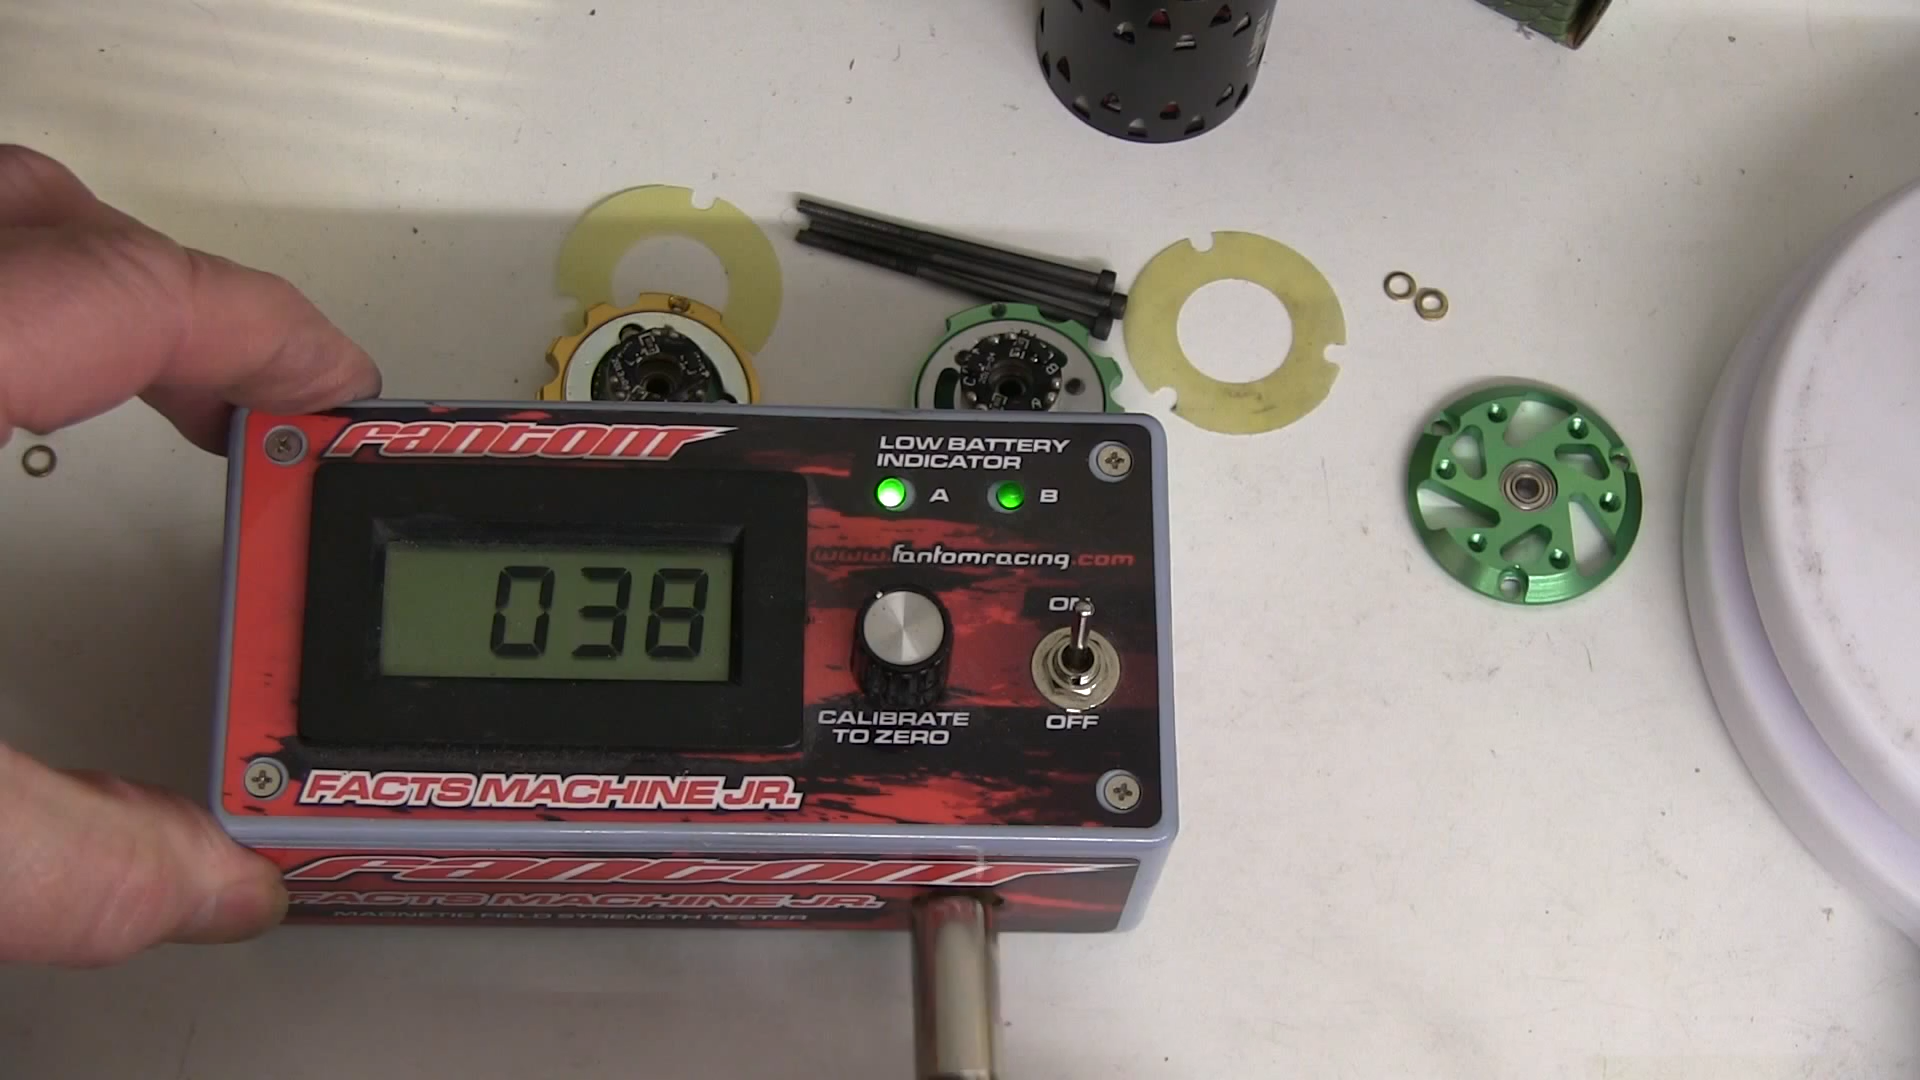 fantom
LOW BATTERY
INDICATOR
A B
www.fantomracing.com
038
ON
CALIBRATE
TO ZERO
OFF
FACTS MACHINE JR.
fantom
FACTS MACHINE JR.
MAGNETIC FIELD STRENGTH TESTER